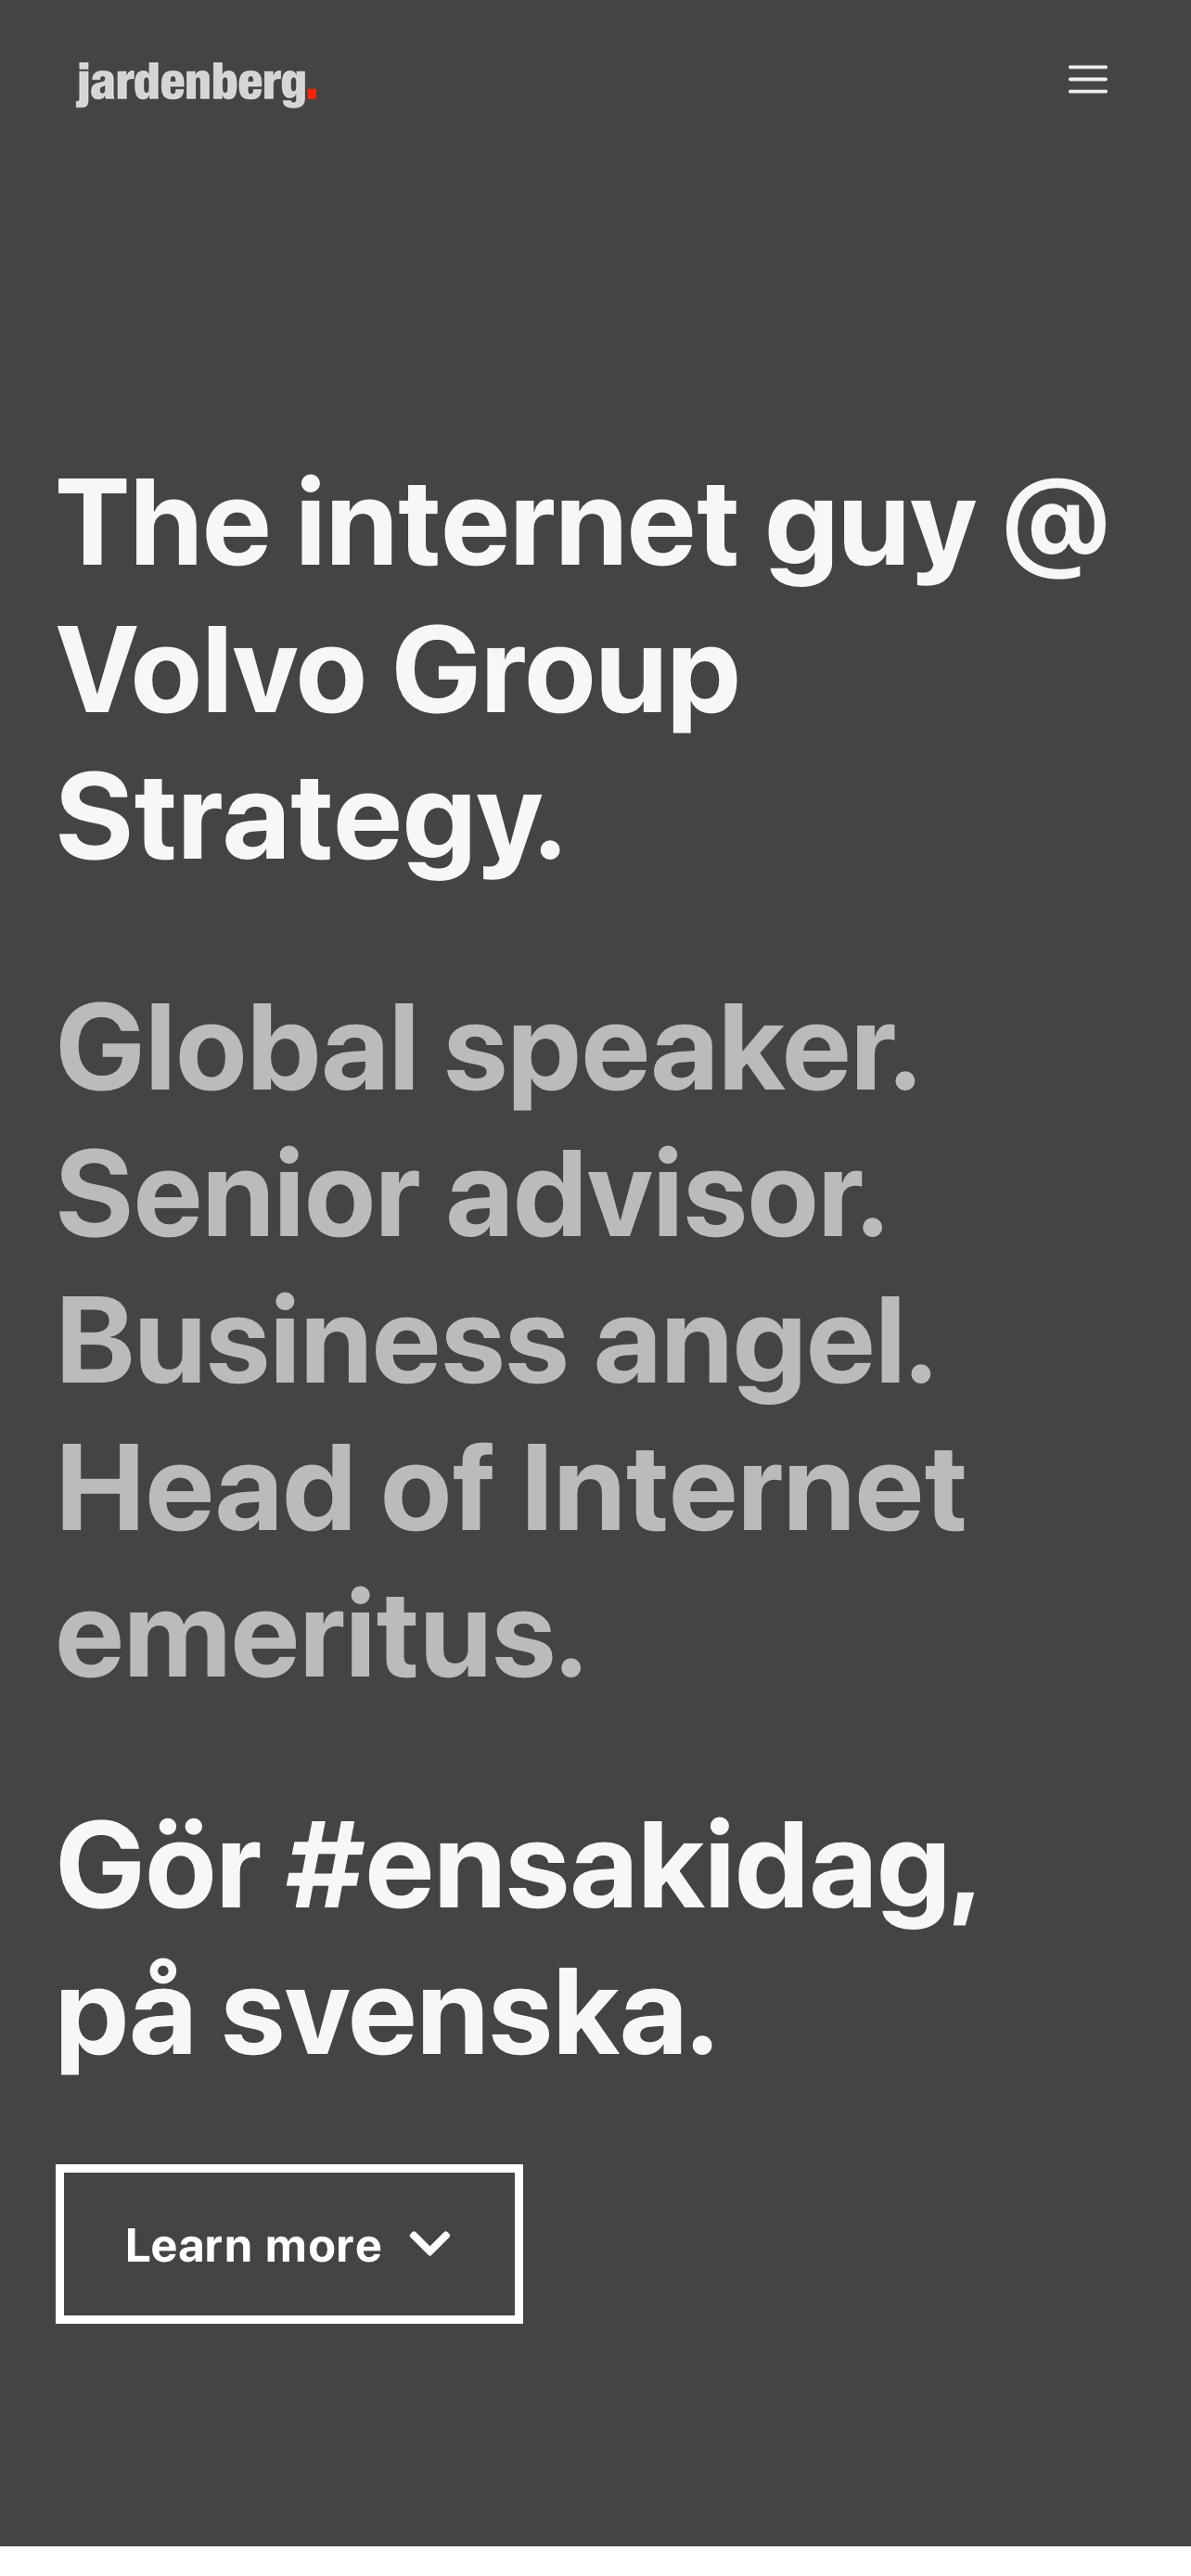 jardenberg.
The internet guy @
Volvo Group
Strategy.
Global speaker.
Senior advisor.
Business angel.
Head of Internet
emeritus.
Gör #ensakidag,
på svenska.
Learn more